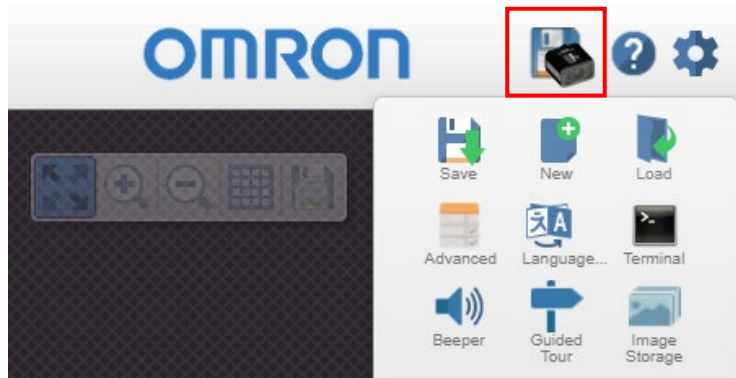 OMRON
Save New Load
Advanced Language... Terminal
Beeper Guided Tour Image Storage